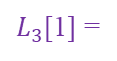 L₃[1] =